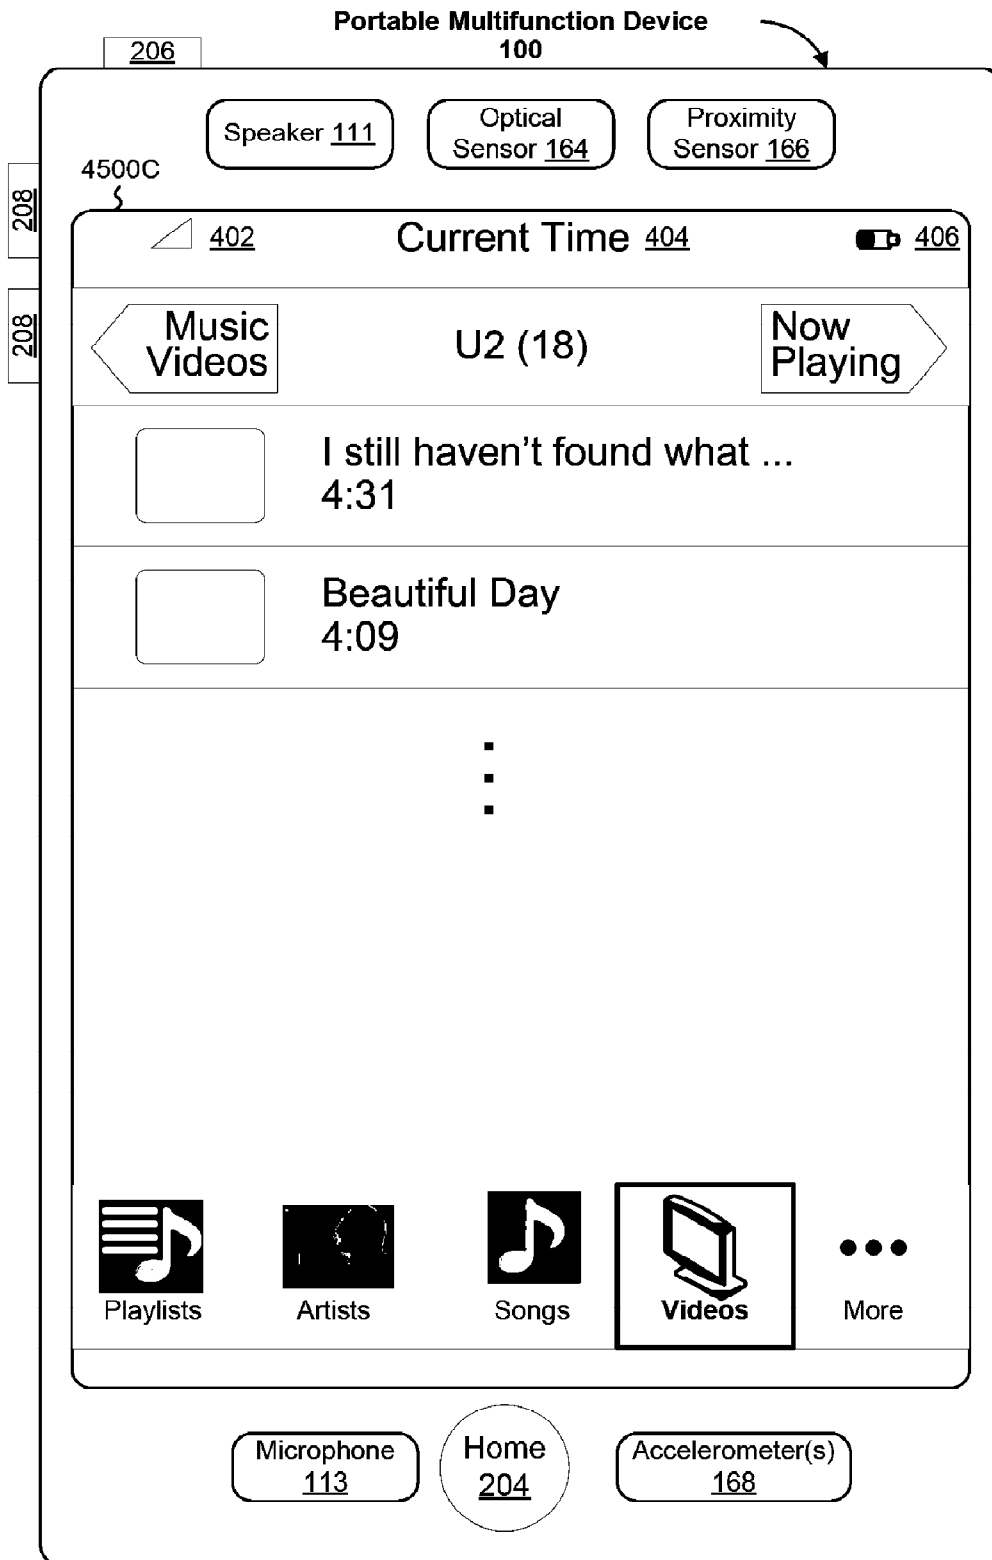 Portable Multifunction Device
100
206
Speaker 111
Optical
Sensor 164
Proximity
Sensor 166
4500C
208
208
402
Current Time 404
406
Music
Videos
U2 (18)
Now
Playing
I still haven't found what ...
4:31
Beautiful Day
4:09
Playlists
Artists
Songs
Videos
More
Microphone
113
Home
204
Accelerometer(s)
168